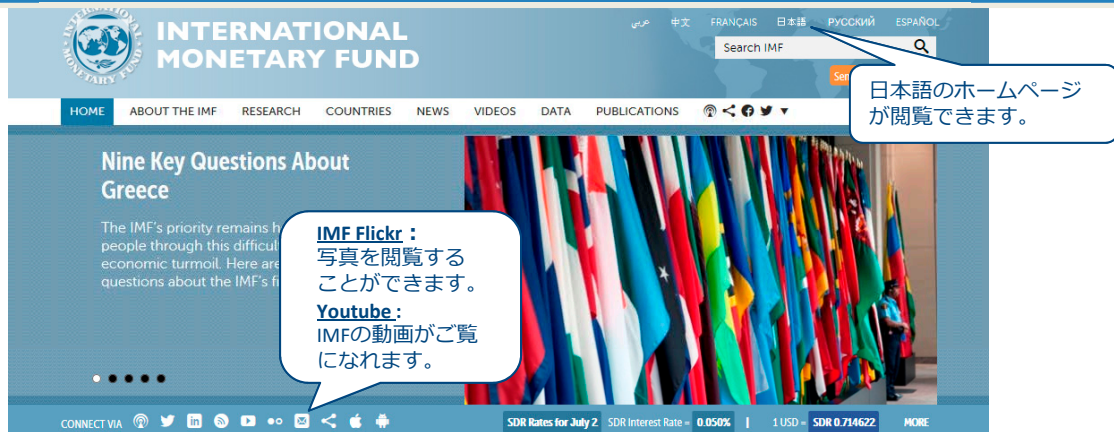 عربي 中文 FRANÇAIS 日本語 РУССКИЙ ESPAÑOL
INTERNATIONAL
MONETARY FUND
Search IMF
日本語のホームページ
が閲覧できます。
HOME ABOUT THE IMF RESEARCH COUNTRIES NEWS VIDEOS DATA PUBLICATIONS
Nine Key Questions About
Greece
The IMF's priority remains
people through this
economic turmoil. Here are
questions about the IMF's
IMF Flickr：
写真を閲覧する
ことができます。
Youtube :
IMFの動画がご覧
になれます。
CONNECT VIA
SDR Rates for July 2 SDR Interest Rate = 0.050% | 1 USD = SDR 0.714622 MORE